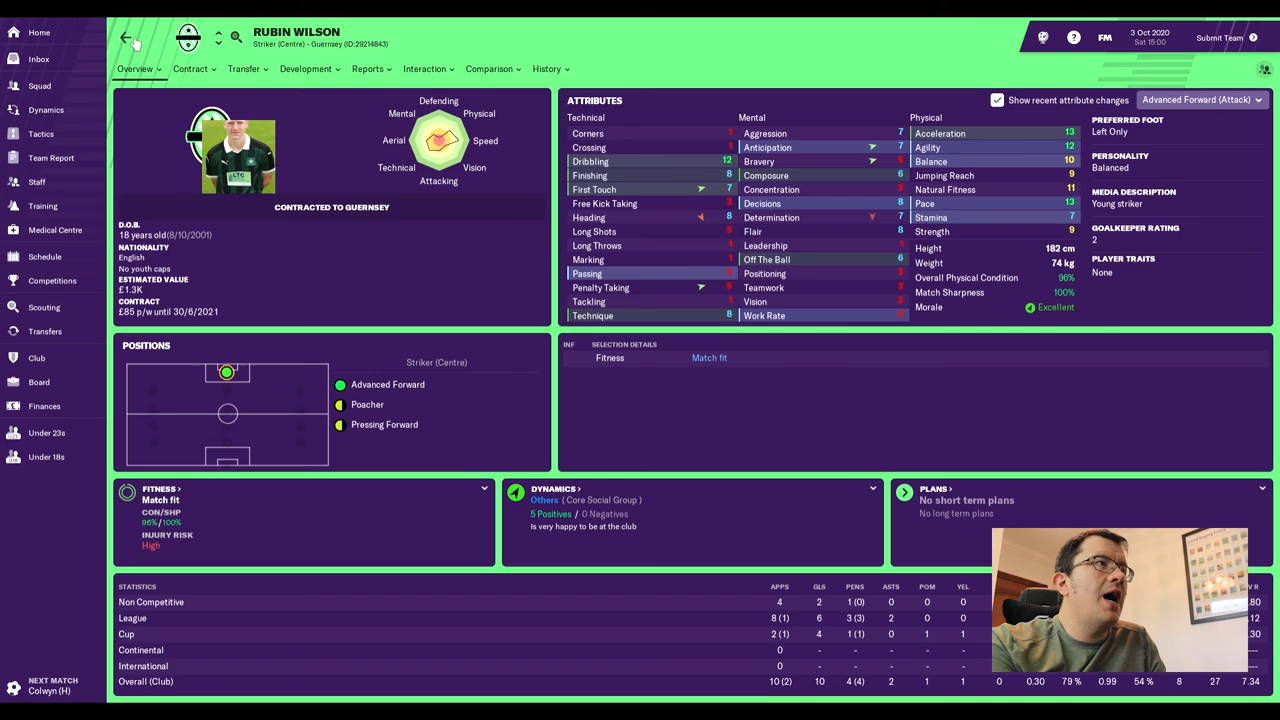 Home
Inbox
Squad
Dynamics
Tactics
Team Report
Staff
Training
Medical Centre
Schedule
Competitions
Scouting
Transfers
Club
Board
Finances
Under 23s
Under 18s
NEXT MATCH
Colwyn (H)
RUBIN WILSON
Striker (Centre) - Guernsey (ID:29214843)
FM
3 Oct 2020
Sat 15:00
Submit Team
Overview
Contract
Transfer
Development
Reports
Interaction
Comparison
History
Defending
Mental Physical
Aerial Speed
Technical Vision
Attacking
LTC
CONTRACTED TO GUERNSEY
D.O.B.
18 years old(8/10/2001)
NATIONALITY
English
No youth caps
ESTIMATED VALUE
£1.3K
CONTRACT
£85 p/w until 30/6/2021
ATTRIBUTES
Show recent attribute changes
Advanced Forward (Attack)
Technical
Corners 1
Crossing 1
Dribbling 12
Finishing 8
First Touch 7
Free Kick Taking 3
Heading 8
Long Shots 5
Long Throws 1
Marking 1
Passing 5
Penalty Taking 5
Tackling 1
Technique 8
Mental
Aggression 7
Anticipation 7
Bravery
Composure 6
Concentration 2
Decisions 8
Determination 7
Flair 8
Leadership 1
Off The Ball 6
Positioning 3
Teamwork 3
Vision 2
Work Rate
Physical
Acceleration 13
Agility 12
Balance 10
Jumping Reach 9
Natural Fitness 11
Pace 13
Stamina 7
Strength 9
Height 182 cm
Weight 74 kg
Overall Physical Condition 96%
Match Sharpness 100%
Morale Excellent
PREFERRED FOOT
Left Only
PERSONALITY
Balanced
MEDIA DESCRIPTION
Young striker
GOALKEEPER RATING
2
PLAYER TRAITS
None
POSITIONS
Striker (Centre)
Advanced Forward
Poacher
Pressing Forward
INF SELECTION DETAILS
Fitness Match fit
FITNESS >
Match fit
CON/SHP
96%/100%
INJURY RISK
High
DYNAMICS >
Others ( Core Social Group )
5 Positives / 0 Negatives
Is very happy to be at the club
PLANS >
No short term plans
No long term plans
STATISTICS APPS GLS PENS ASTS POM YEL V R
Non Competitive 4 2 1 (0) 0 0 0 .80
League 8 (1) 6 3 (3) 2 0 0 .12
Cup 2 (1) 4 1 (1) 0 1 1 .30
Continental 0 - - - - - ---
International 0 - - - - - ---
Overall (Club) 10 (2) 10 4 (4) 2 1 1 0 0.30 79 % 0.99 54 % 8 27 7.34